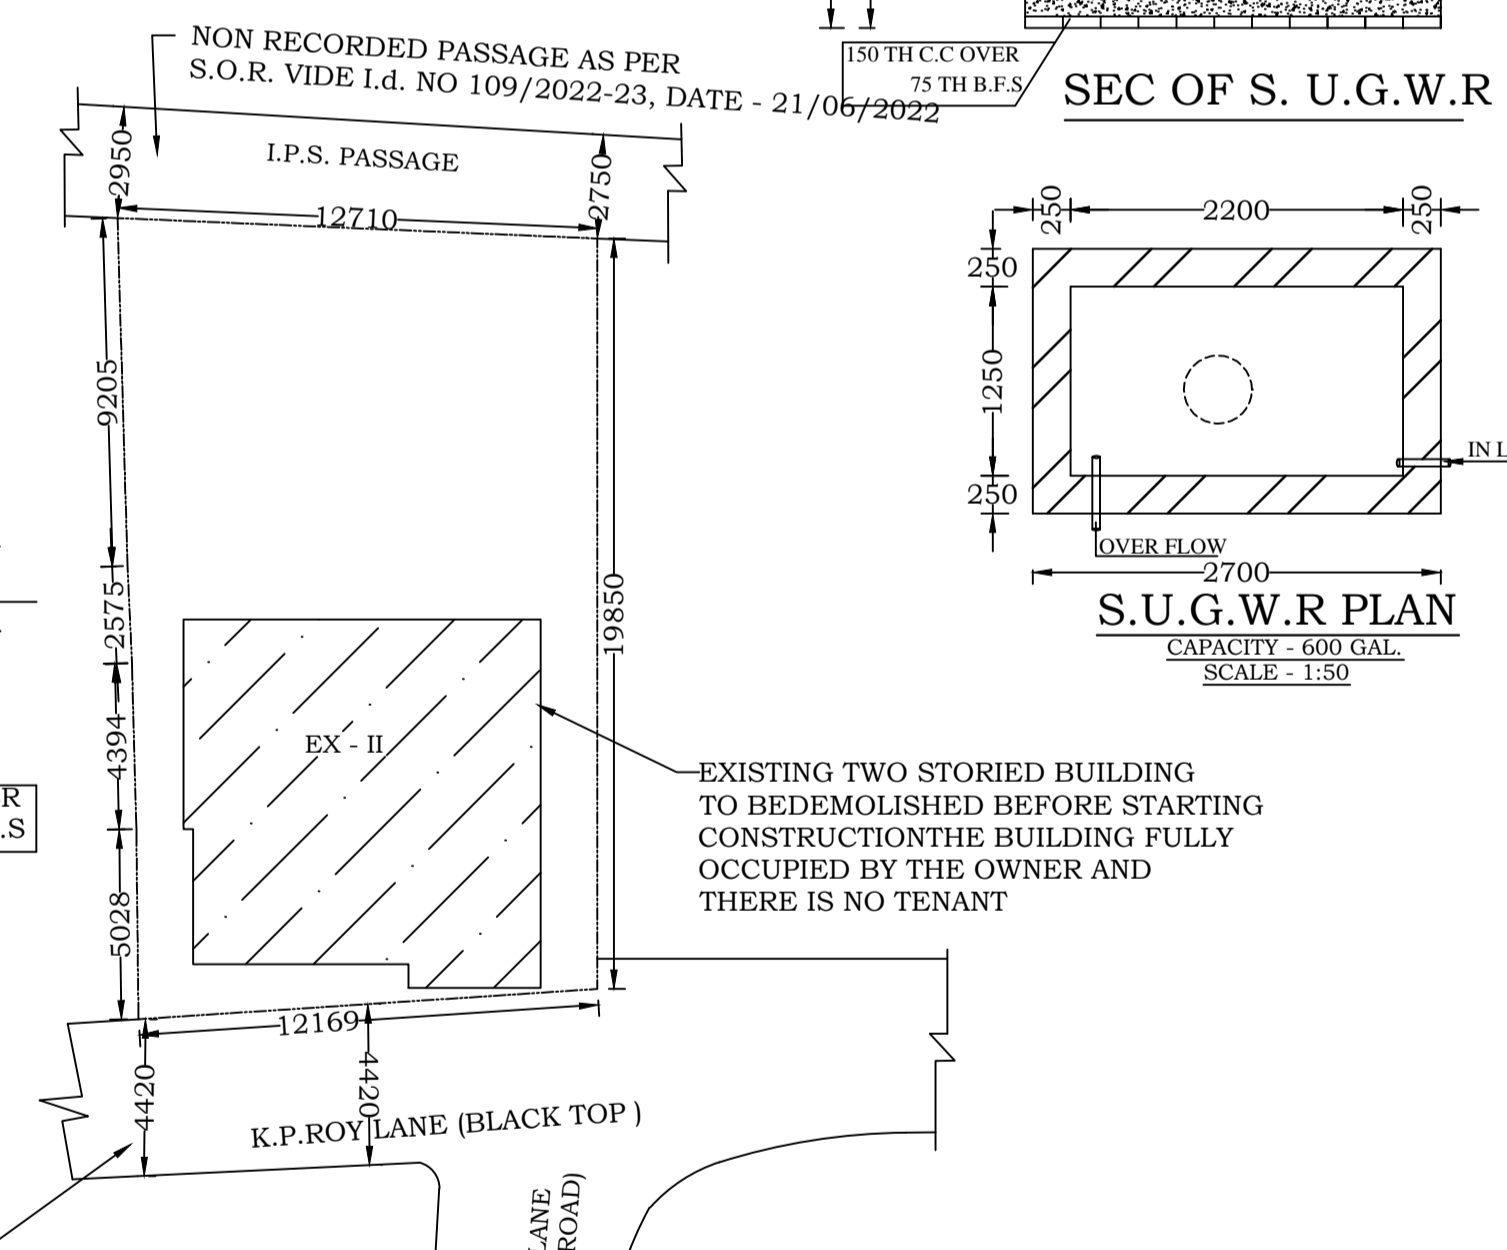 NON RECORDED PASSAGE AS PER
S.O.R. VIDE I.d. NO 109/2022-23, DATE - 21/06/2022
I.P.S. PASSAGE
2950
2750
12710
9205
2575
4394
5028
19850
EX - II
EXISTING TWO STORIED BUILDING
TO BEDEMOLISHED BEFORE STARTING
CONSTRUCTIONTHE BUILDING FULLY
OCCUPIED BY THE OWNER AND
THERE IS NO TENANT
12169
4420
4420
K.P.ROY LANE (BLACK TOP )
LANE
ROAD)
R
.S
150 TH C.C OVER
75 TH B.F.S
SEC OF S. U.G.W.R
250
2200
250
250
1250
250
IN L
OVER FLOW
2700
S.U.G.W.R PLAN
CAPACITY - 600 GAL.
SCALE - 1:50